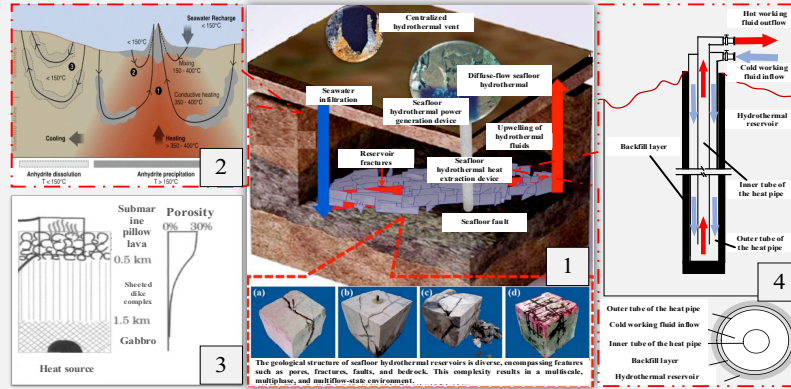 Seawater Recharge
< 150°C
< 150°C
Mixing
150 - 400°C
3
2
<150°C
Conductive heating
350 - 400°C
1
Cooling
Heating
> 350 - 400°C
Anhydrite dissolution
T < 150°C
Anhydrite precipitation
T > 150°C
2
Submar
ine
pillow
lava
Porosity
0% 30%
0.5 km
Sheeted
dike
complex
1.5 km
Gabbro
Heat source
3
Centralized
hydrothermal vent
Diffuse-flow seafloor
hydrothermal
Seawater
infiltration
Seafloor
hydrothermal power
generation device
Upwelling of
hydrothermal
fluids
Reservoir
fractures
Seafloor
hydrothermal heat
extraction device
Seafloor fault
1
(a)
(b)
(c)
(d)
The geological structure of seafloor hydrothermal reservoirs is diverse, encompassing features
such as pores, fractures, faults, and bedrock. This complexity results in a multiscale,
multiphase, and multiflow-state environment.
Hot working
fluid outflow
Cold working
fluid inflow
Hydrothermal
reservoir
Backfill layer
Inner tube of
the heat pipe
Outer tube of
the heat pipe
4
Outer tube of the heat pipe
Cold working fluid inflow
Inner tube of the heat pipe
Backfill layer
Hydrothermal reservoir